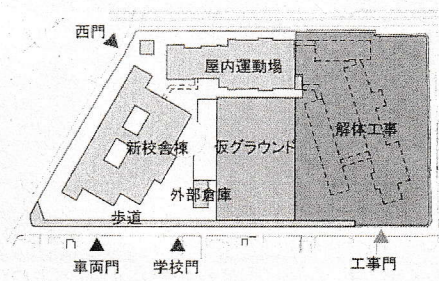 西門
屋内運動場
新校舎棟
仮グラウンド
解体工事
外部倉庫
歩道
車両門
学校門
工事門